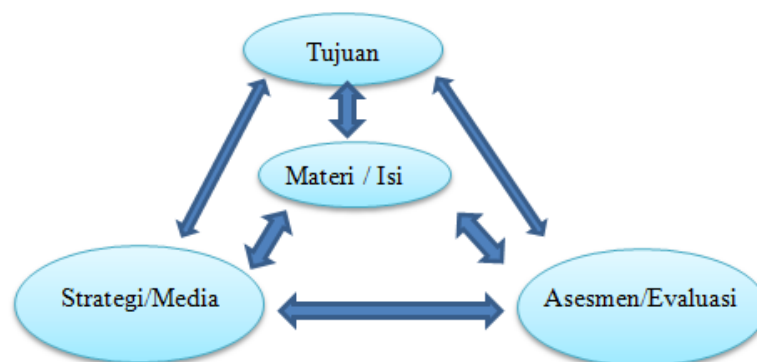 Tujuan
Materi / Isi
Strategi/Media
Asesmen/Evaluasi